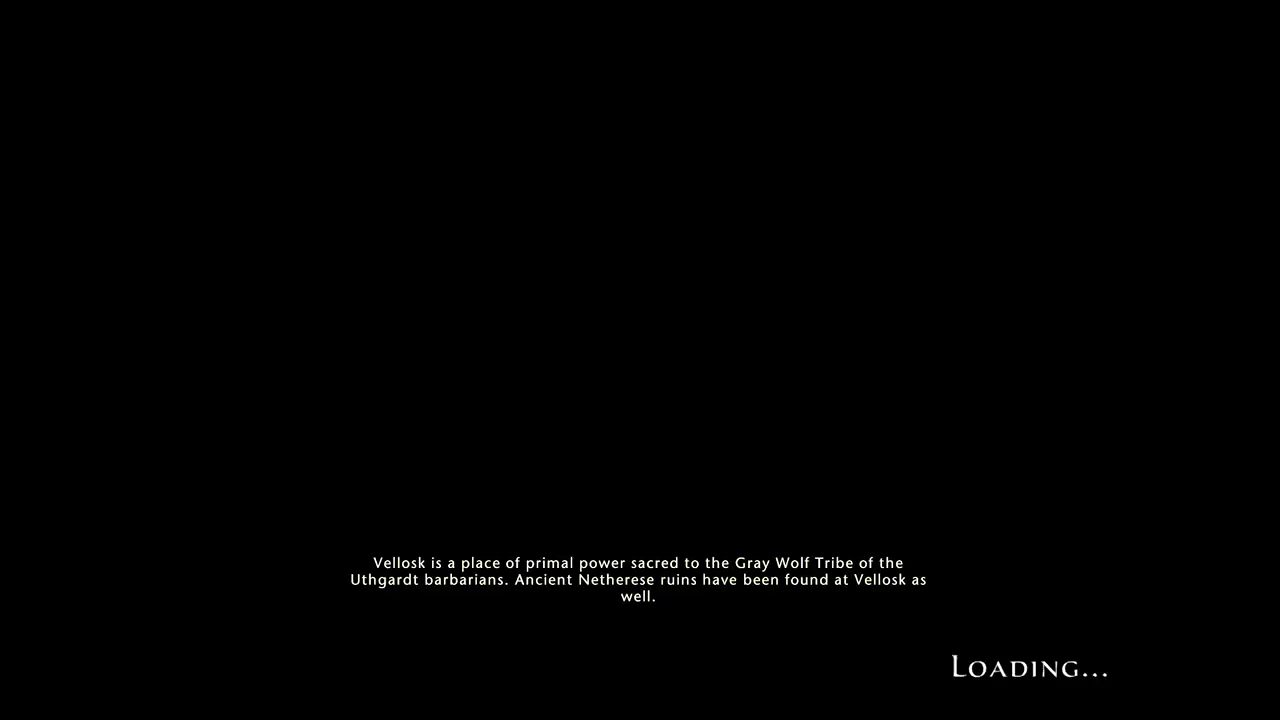 Vellosk is a place of primal power sacred to the Gray Wolf Tribe of the
Uthgardt barbarians. Ancient Netherese ruins have been found at Vellosk as
well.
Loading...